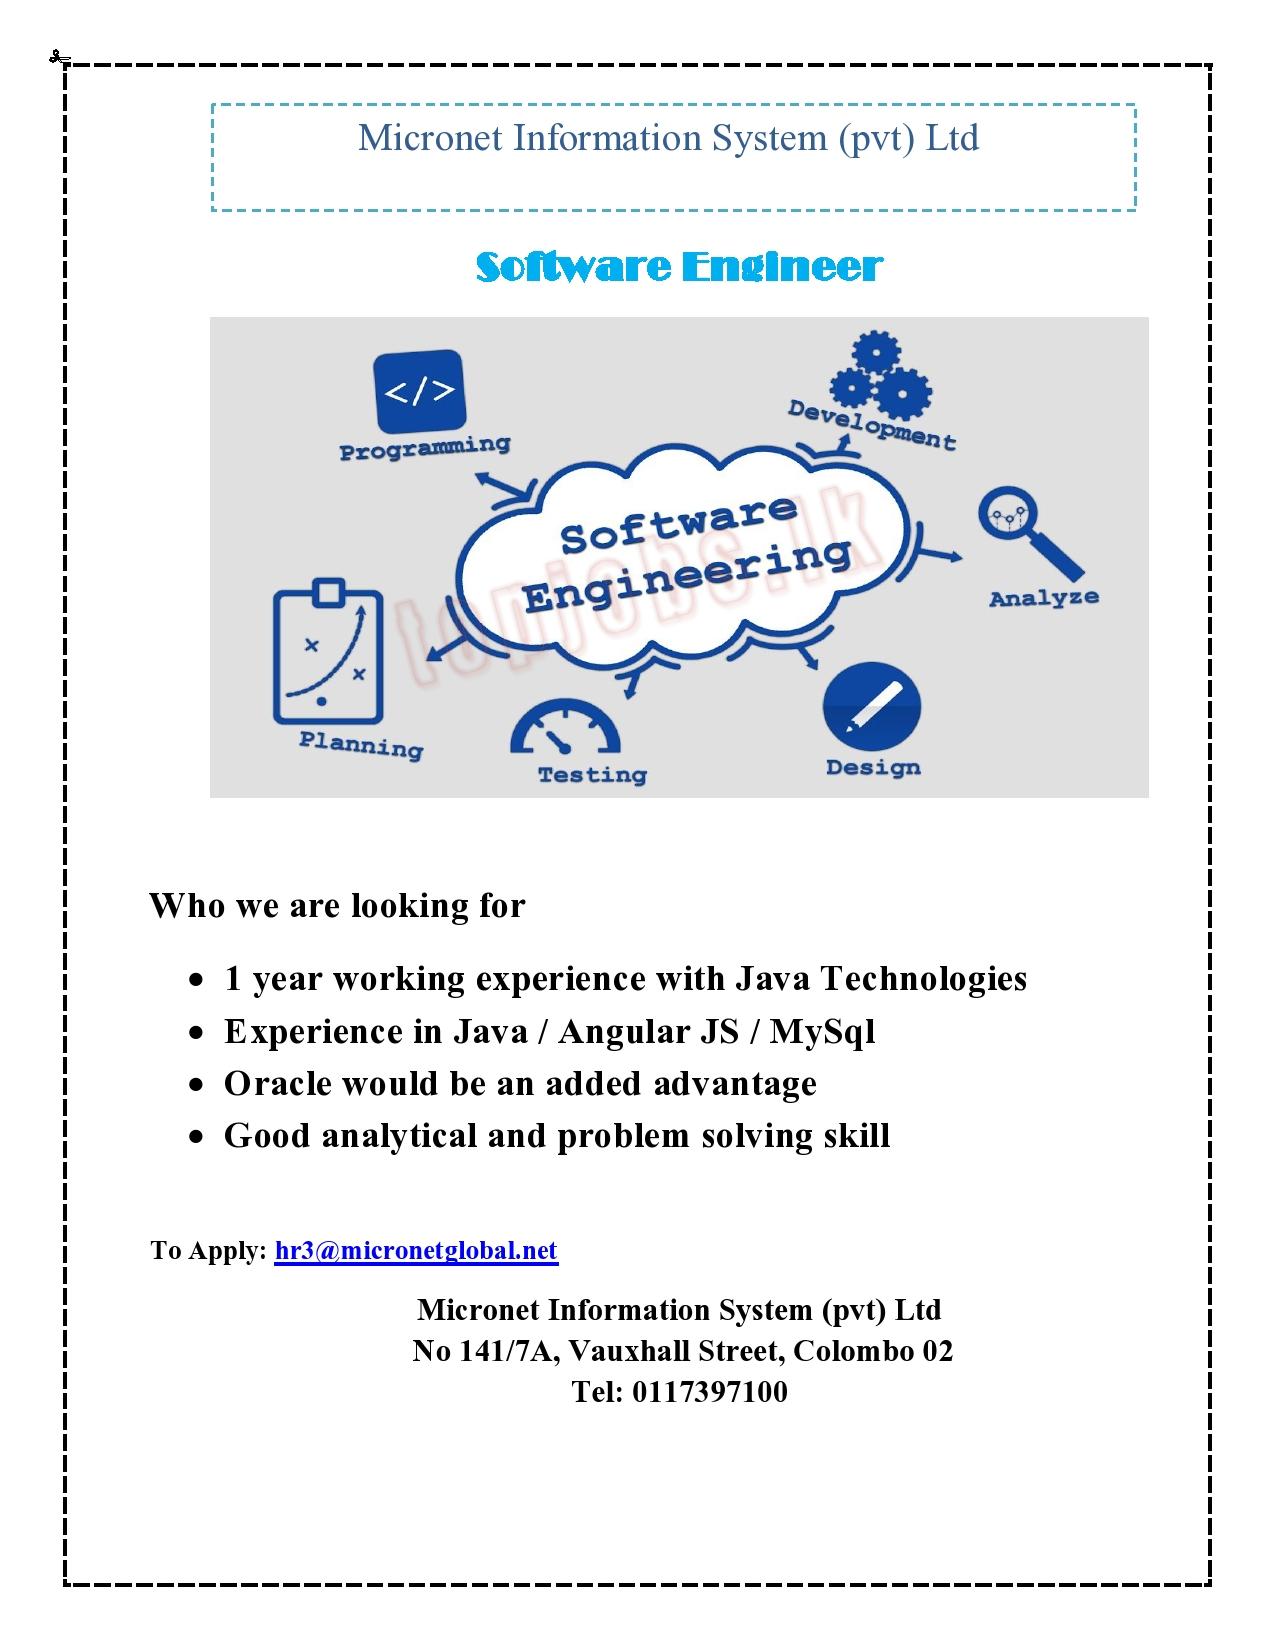 Micronet Information System (pvt) Ltd
Software Engineer
</>
Programming
Development
Software
Engineering
topjobs.lk
Analyze
Planning
Testing
Design
Who we are looking for
• 1 year working experience with Java Technologies
• Experience in Java / Angular JS / MySql
• Oracle would be an added advantage
• Good analytical and problem solving skill
To Apply: hr3@micronetglobal.net
Micronet Information System (pvt) Ltd
No 141/7A, Vauxhall Street, Colombo 02
Tel: 0117397100